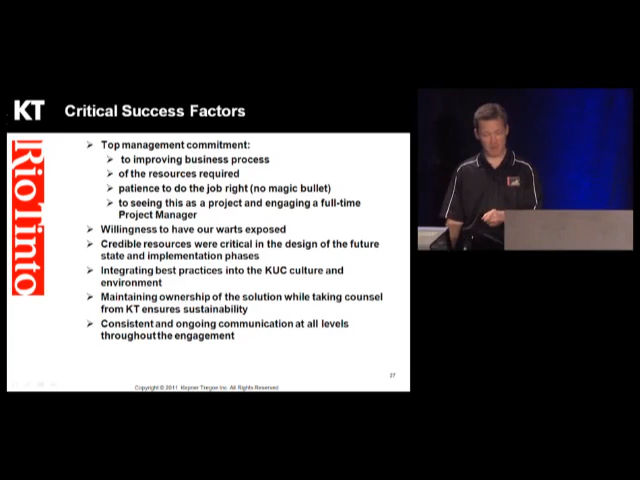 KT Critical Success Factors
RioTinto
Top management commitment:
to improving business process
of the resources required
patience to do the job right (no magic bullet)
to seeing this as a project and engaging a full-time
Project Manager
Willingness to have our warts exposed
Credible resources were critical in the design of the future
state and implementation phases
Integrating best practices into the KUC culture and
environment
Maintaining ownership of the solution while taking counsel
from KT ensures sustainability
Consistent and ongoing communication at all levels
throughout the engagement
37
Copyright © 2011 Kepner Tregoe Inc. All Rights Reserved